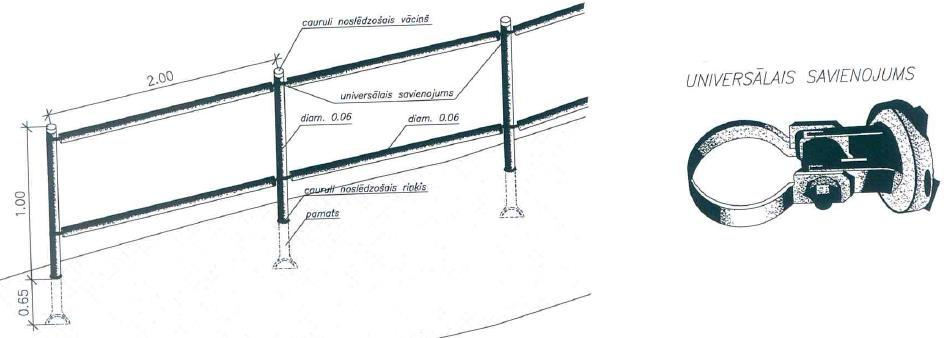 cauruli noslēdzošais vāciņš
2.00
UNIVERSĀLAIS SAVIENOJUMS
universālais savienojums
diam. 0.06
diam. 0.06
1.00
cauruli noslēdzošais riņķis
pamats
0.65